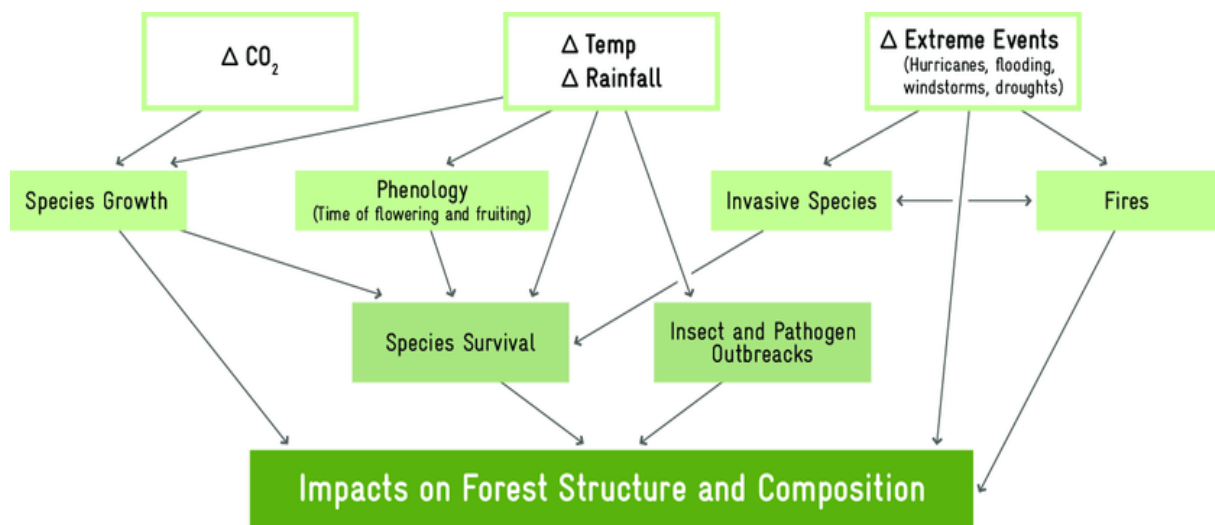 Δ CO₂
Δ Temp
Δ Rainfall
Δ Extreme Events
(Hurricanes, flooding,
windstorms, droughts)
Species Growth
Phenology
(Time of flowering and fruiting)
Invasive Species
Fires
Species Survival
Insect and Pathogen
Outbreacks
Impacts on Forest Structure and Composition